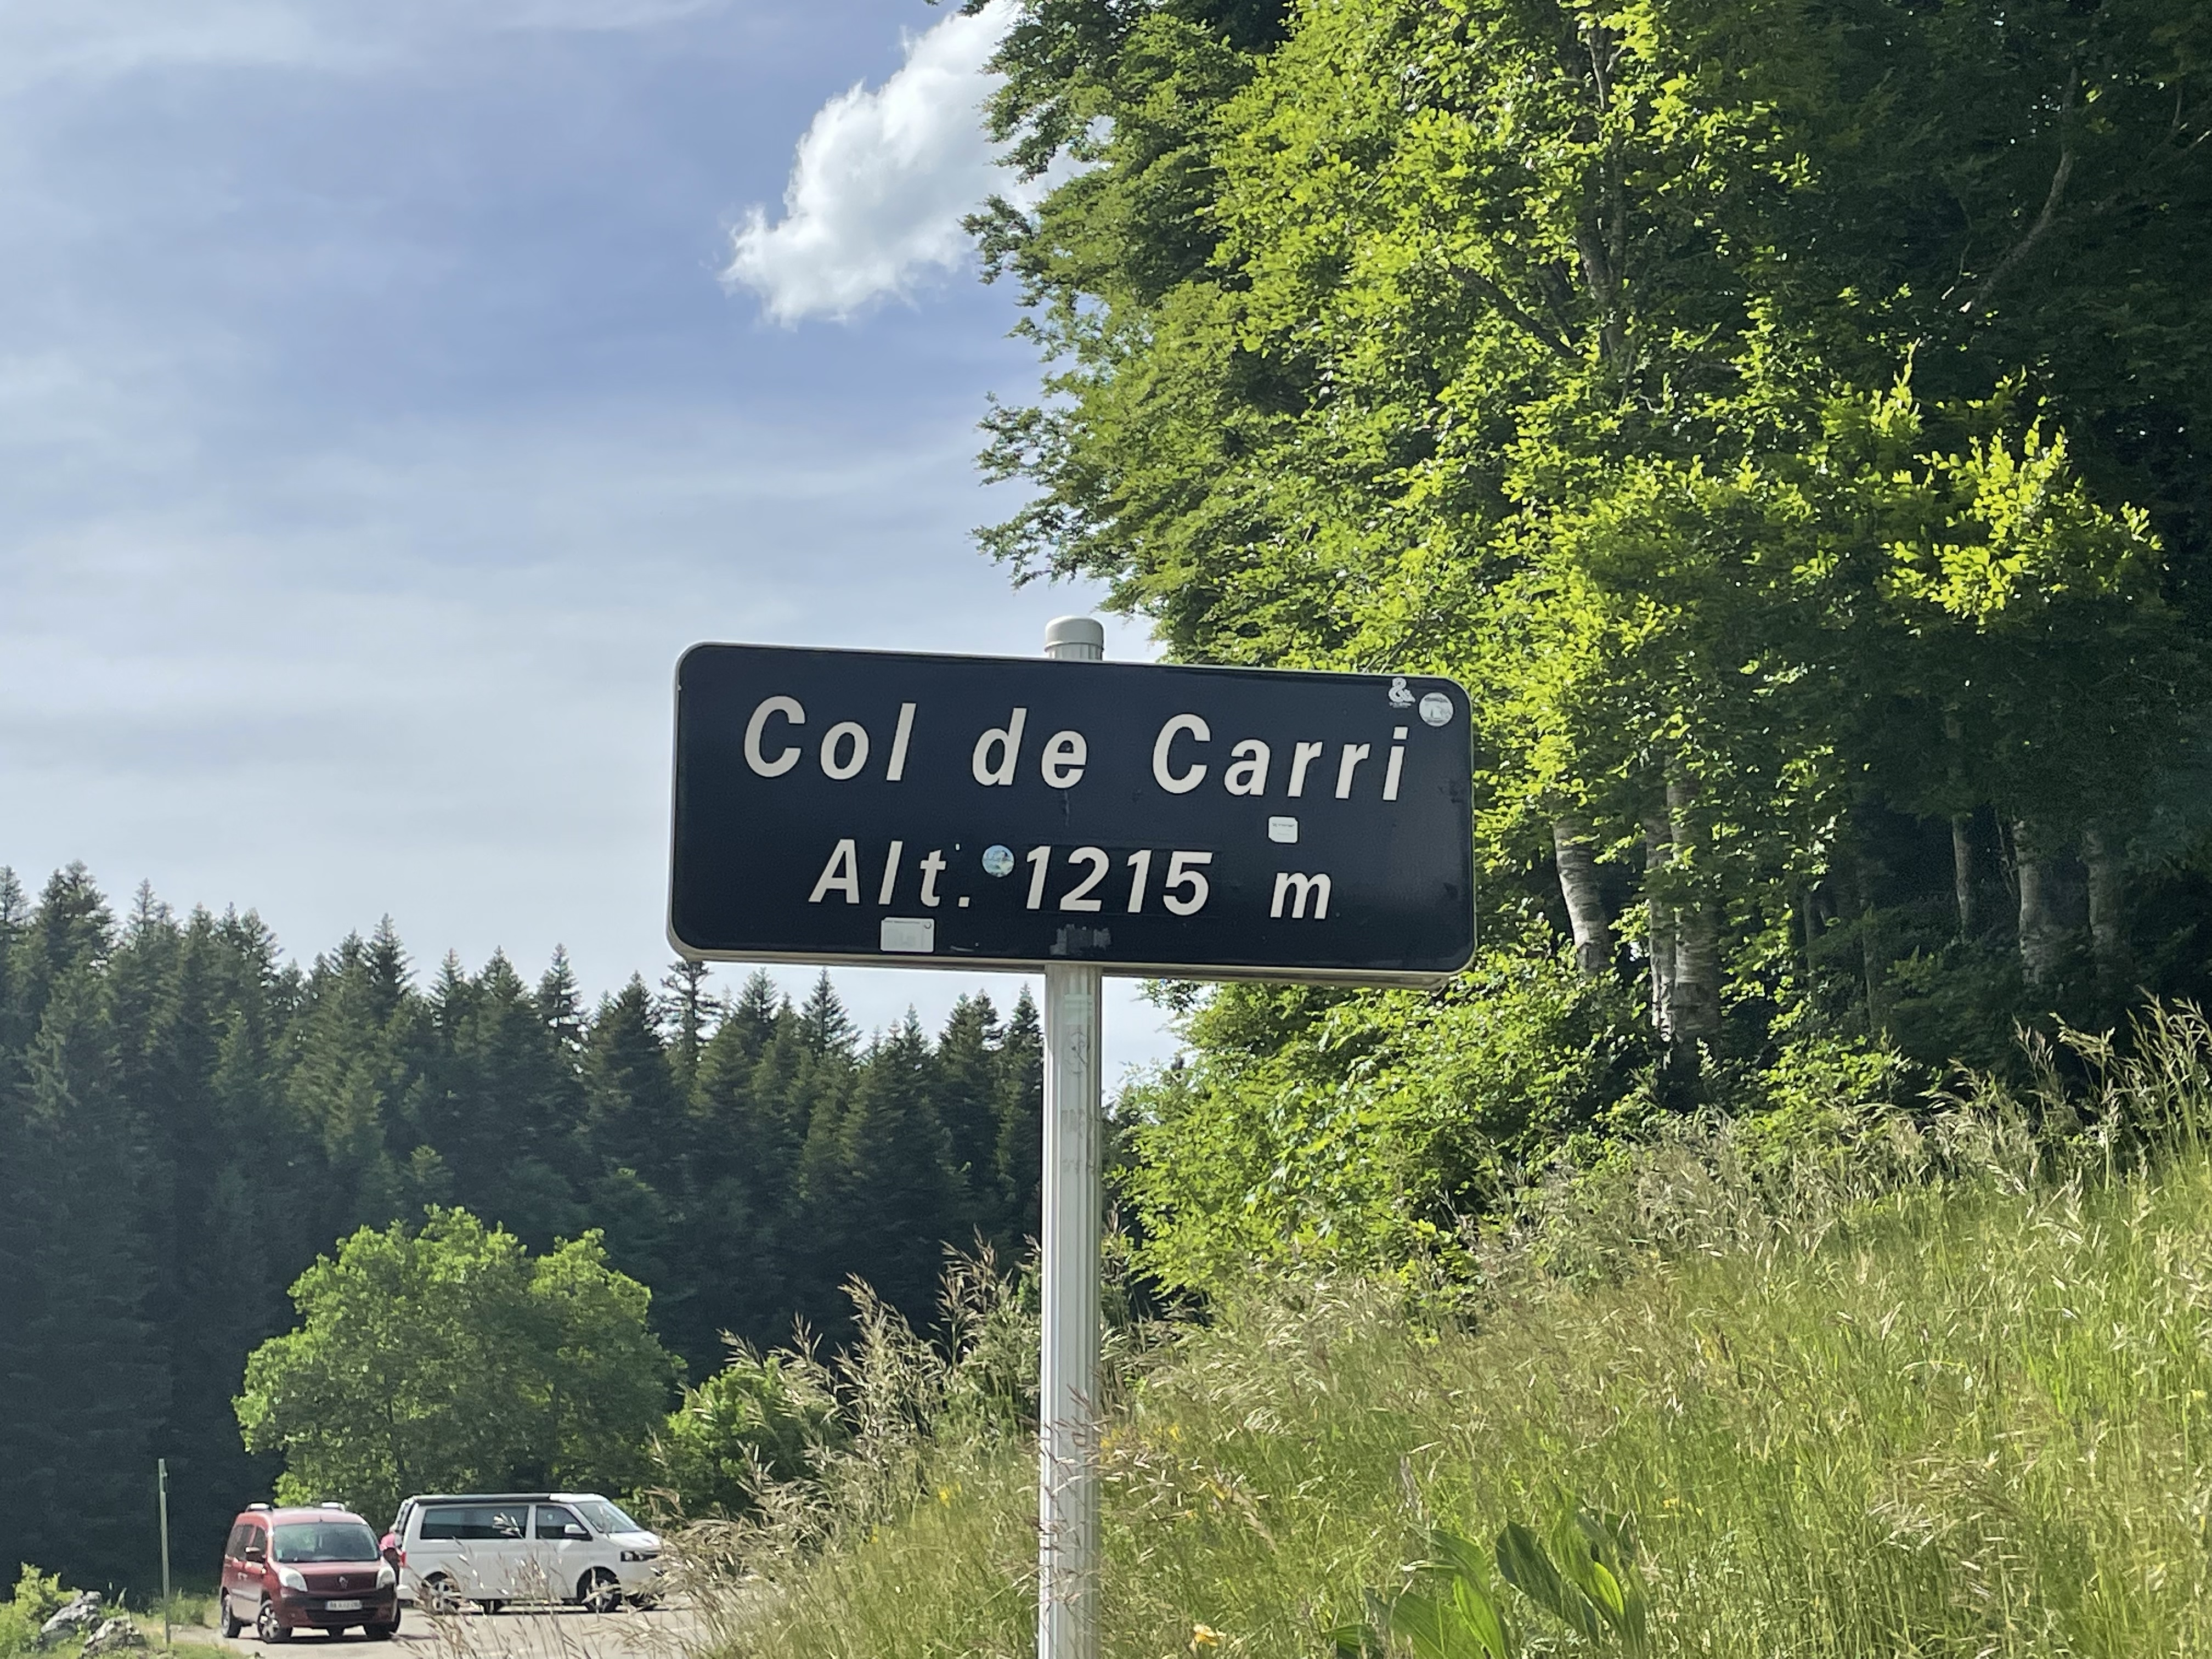 Col de Carri
Alt. 1215 m